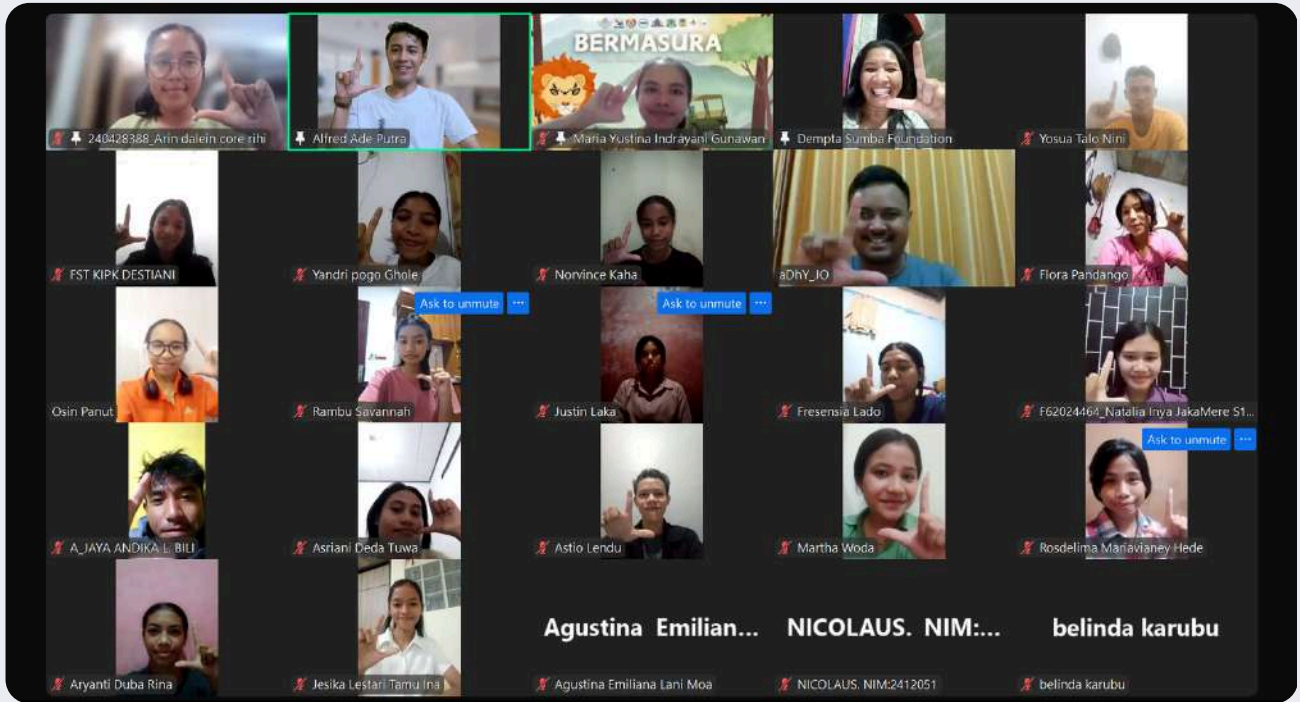 BERMASURA
240428388_Arin dalein core rihi
Alfred Ade Putra
Maria Yustina Indrayani Gunawan
Dempta Sumba Foundation
Yosua Talo Nini
FST KIPK DESTIANI
Yandri pogo Ghole
Norvince Kaha
aDhY_JO
Flora Pandango
Ask to unmute ...
Ask to unmute ...
Osin Panut
Rambu Savannah
Justin Laka
Fresensia Lado
F62024464_Natalia Inya JakaMere S1...
Ask to unmute ...
A_JAYA ANDIKA L. BILI
Asriani Deda Tuwa
Astio Lendu
Martha Woda
Rosdelima Mariavianey Hede
Agustina Emilian...
NICOLAUS. NIM:...
belinda karubu
Aryanti Duba Rina
Jesika Lestari Tamu Ina
Agustina Emiliana Lani Moa
NICOLAUS. NIM:2412051
belinda karubu